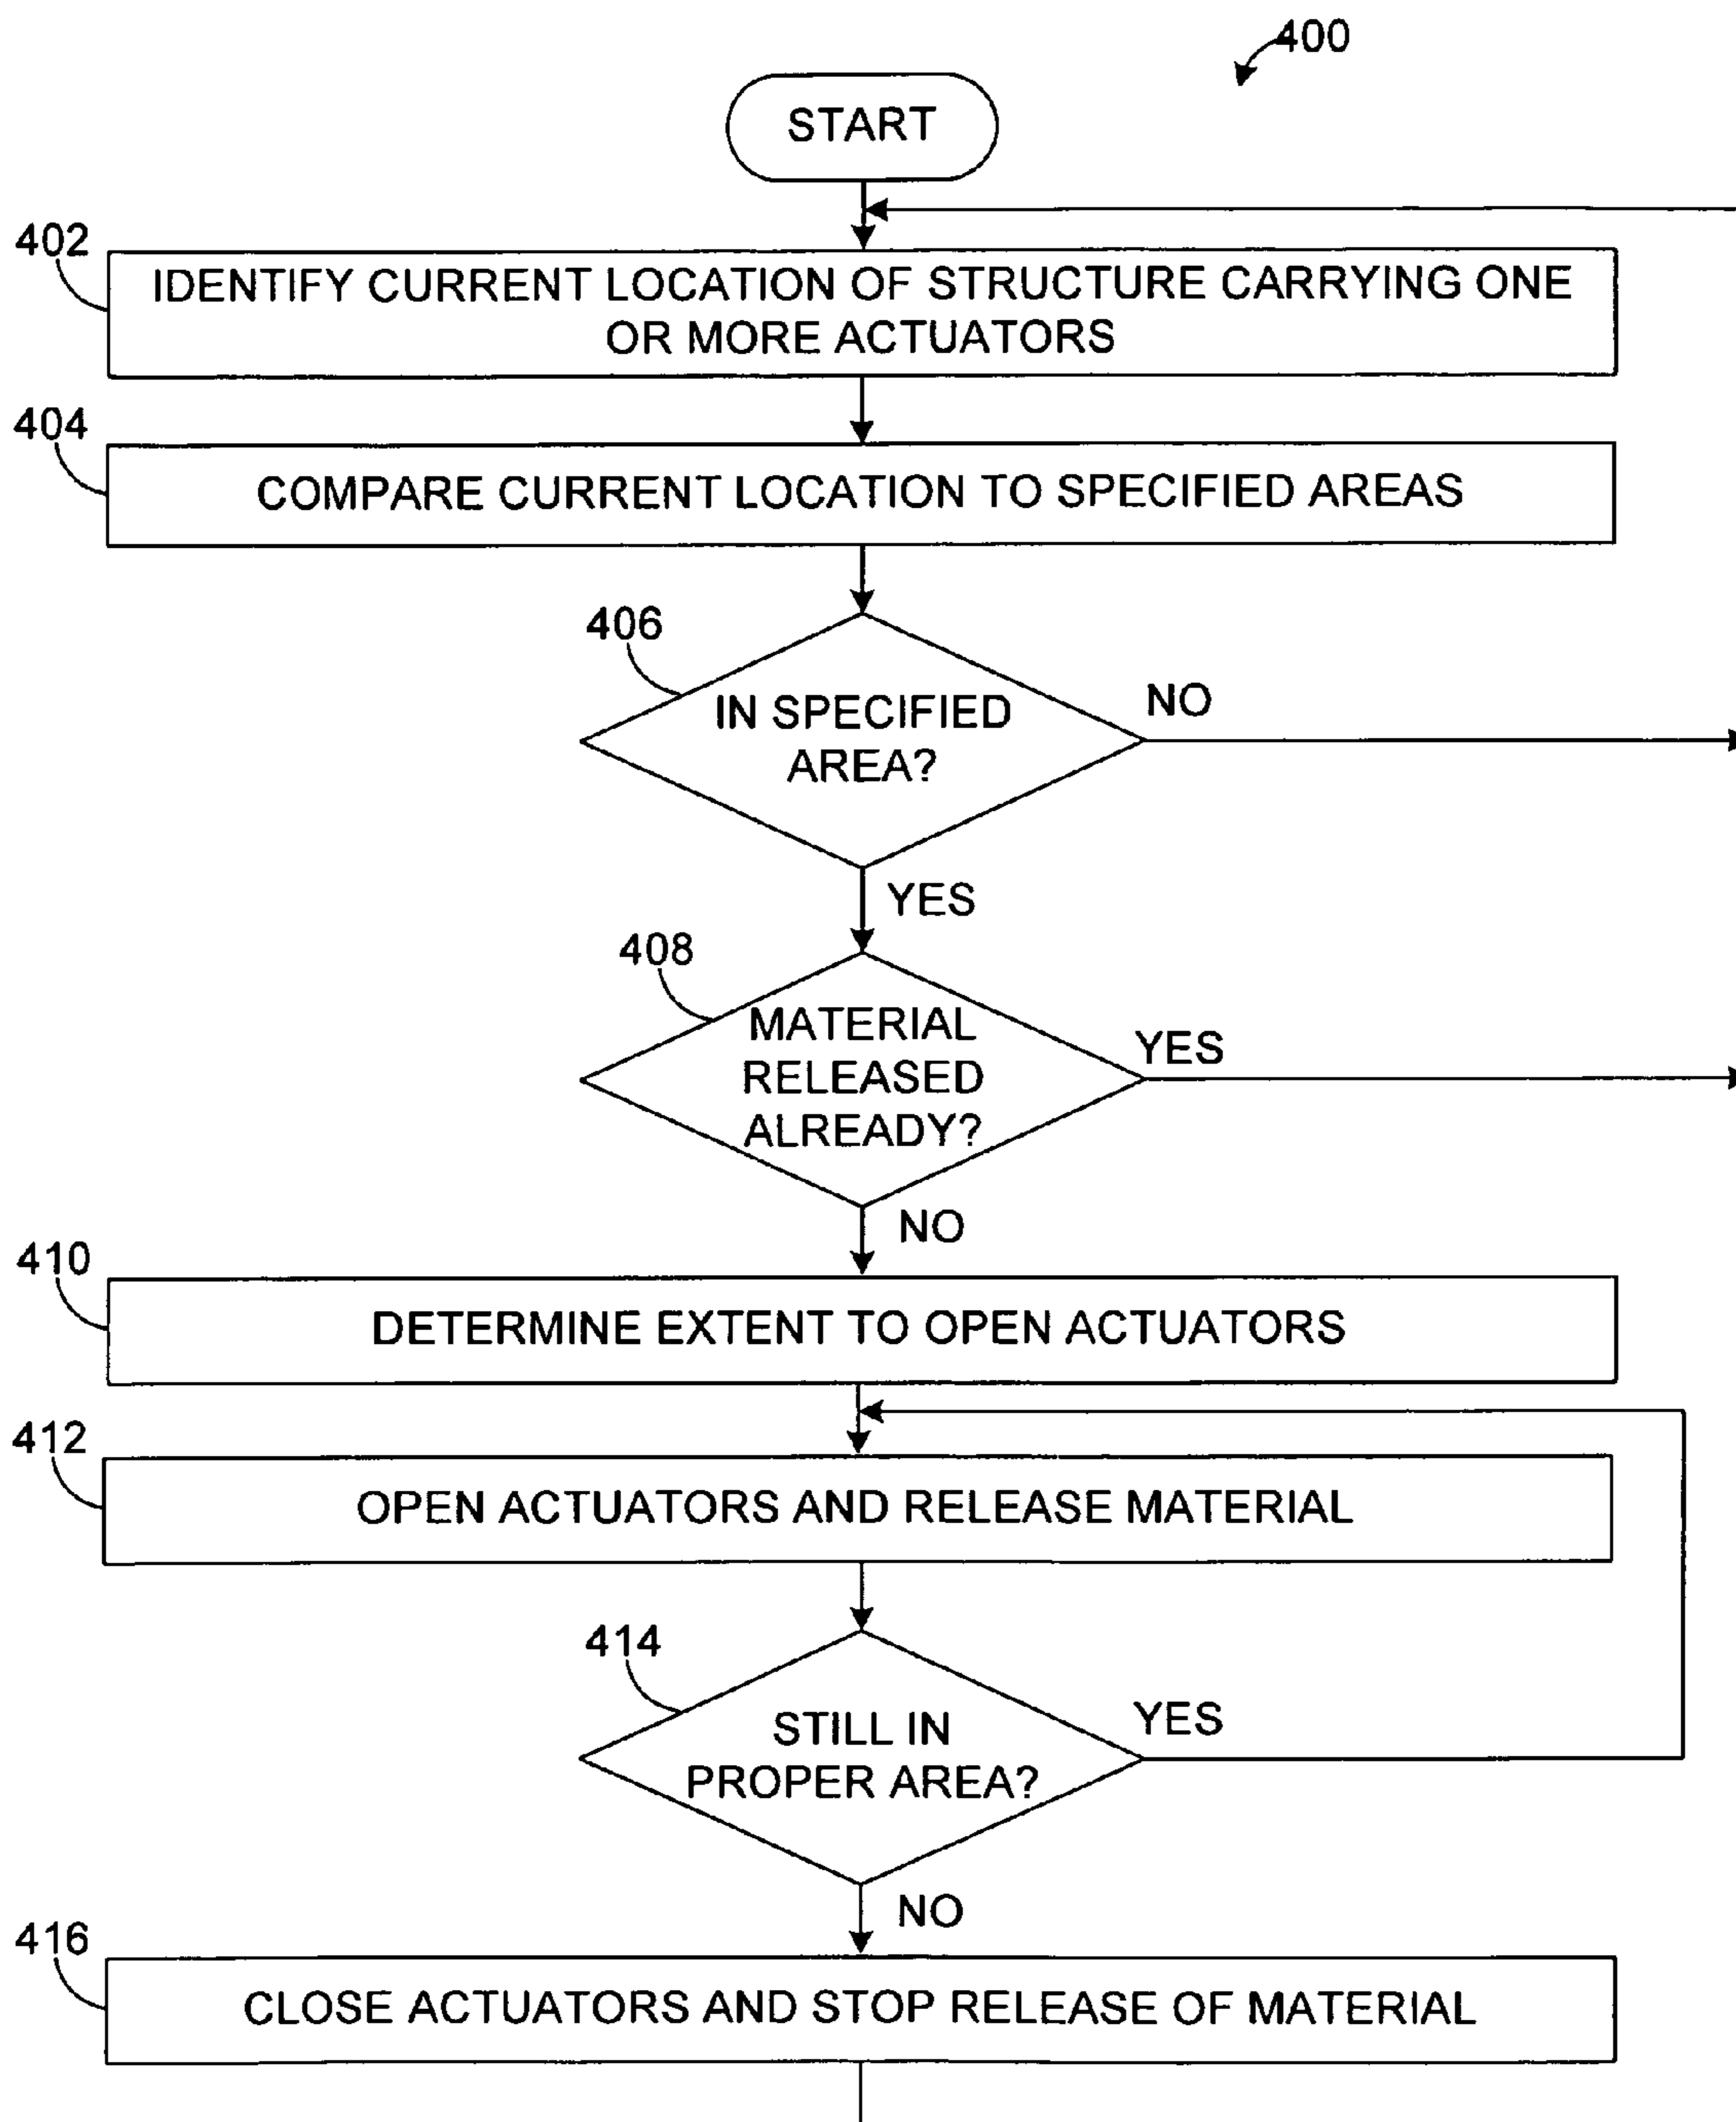 400
START
402
IDENTIFY CURRENT LOCATION OF STRUCTURE CARRYING ONE
OR MORE ACTUATORS
404
COMPARE CURRENT LOCATION TO SPECIFIED AREAS
406
IN SPECIFIED
AREA?
NO
YES
408
MATERIAL
RELEASED
ALREADY?
YES
NO
410
DETERMINE EXTENT TO OPEN ACTUATORS
412
OPEN ACTUATORS AND RELEASE MATERIAL
414
STILL IN
PROPER AREA?
YES
NO
416
CLOSE ACTUATORS AND STOP RELEASE OF MATERIAL